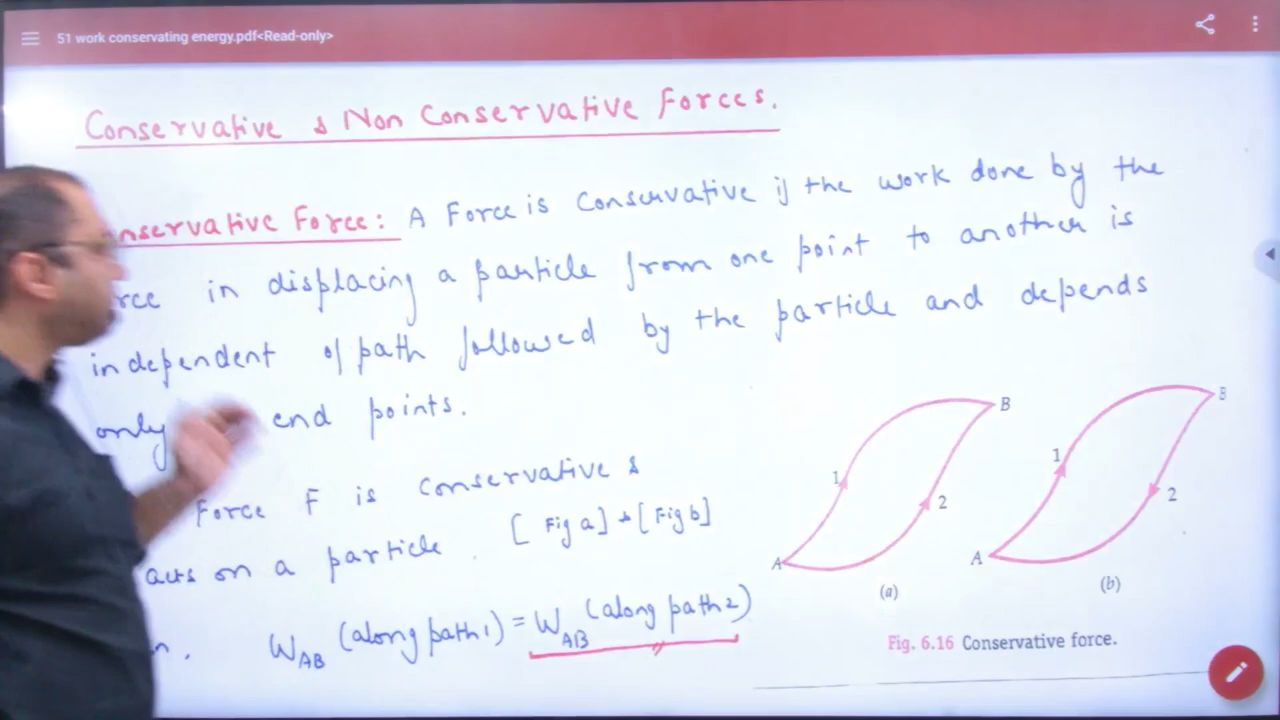 51 work conservating energy.pdf<Read-only>
Conservative & Non Conservative Forces.
nservative Force: A Force is Conservative if the work done by the
rce in displacing a particle from one point to another is
independent of path followed by the particle and depends
only end points.
Force F is conservative &
acts on a particle. [Fig a] & [Fig b]
n. WAB (along path 1) = WAB (along path 2)
A 1 B 2
(a)
A 1 B 2
(b)
Fig. 6.16 Conservative force.